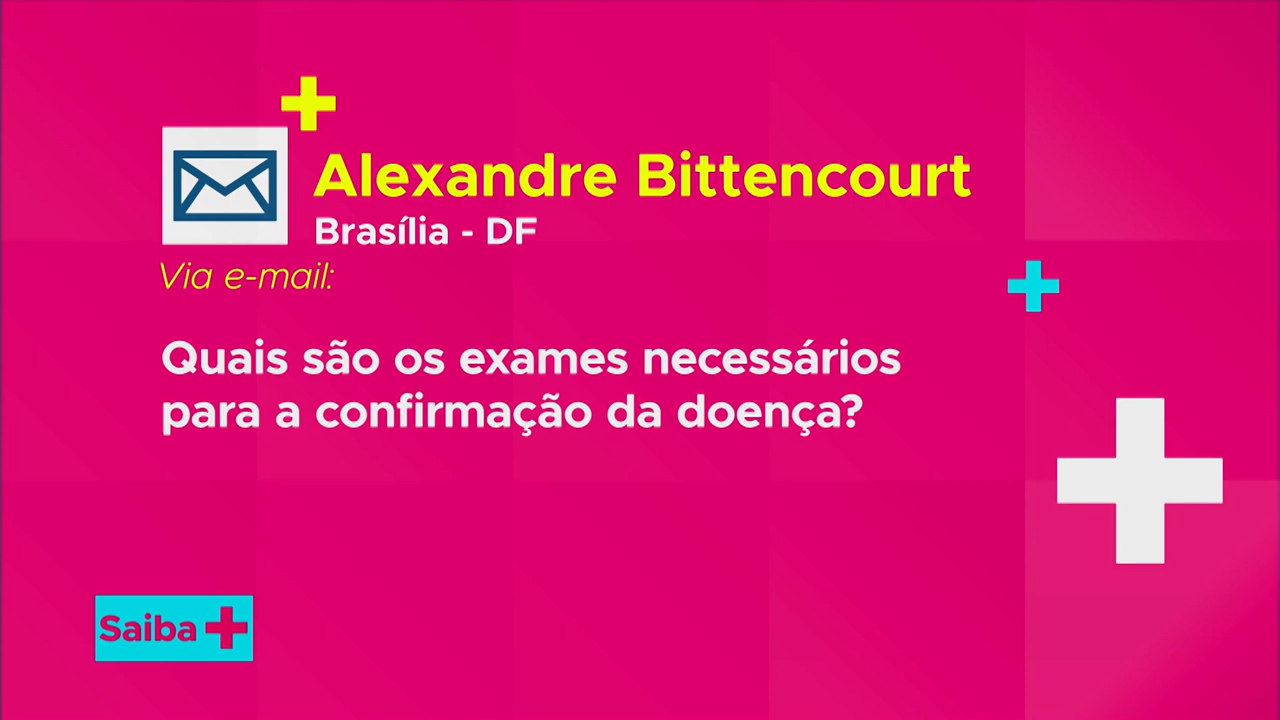 Alexandre Bittencourt
Brasília - DF
Via e-mail:
Quais são os exames necessários
para a confirmação da doença?
Saiba+